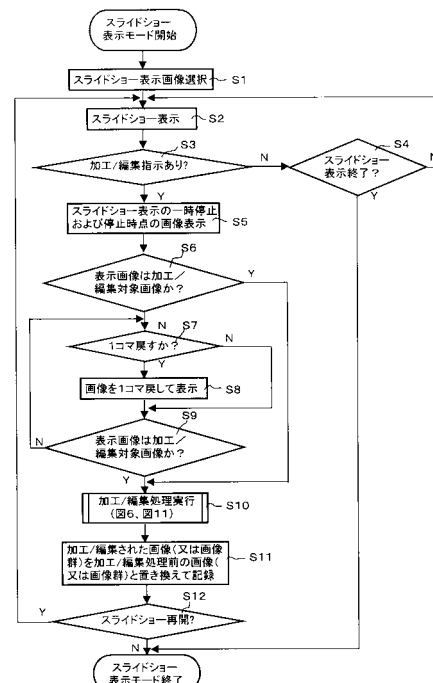 スライドショー
表示モード開始
スライドショー表示画像選択
S1
スライドショー表示
S2
S3
加工/編集指示あり?
N
S4
スライドショー
表示終了?
N
Y
Y
スライドショー表示の一時停止
および停止時点の画像表示
S5
S6
表示画像は加工/
編集対象画像か?
Y
N
S7
1コマ戻すか?
N
Y
画像を1コマ戻して表示
S8
S9
表示画像は加工/
編集対象画像か?
N
Y
加工/編集処理実行
(図6、図11)
S10
加工/編集された画像(又は画像
群)を加工/編集処理前の画像(
又は画像群)と置き換えて記録
S11
S12
Y
スライドショー再開?
N
スライドショー
表示モード終了